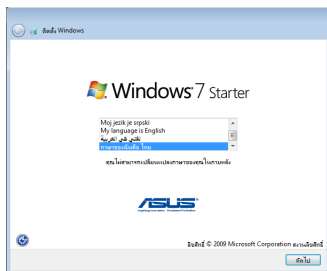 ติดตั้ง Windows
Windows 7 Starter
Moj jezik je srpski
My language is English
لغتي هي العربية
ภาษาของฉันคือ ไทย
คุณไม่สามารถเปลี่ยนแปลงภาษาของคุณในภายหลัง
ASUS
Inspiring Innovation Persistent Perfection
ลิขสิทธิ์ © 2009 Microsoft Corporation สงวนลิขสิทธิ์
ถัดไป